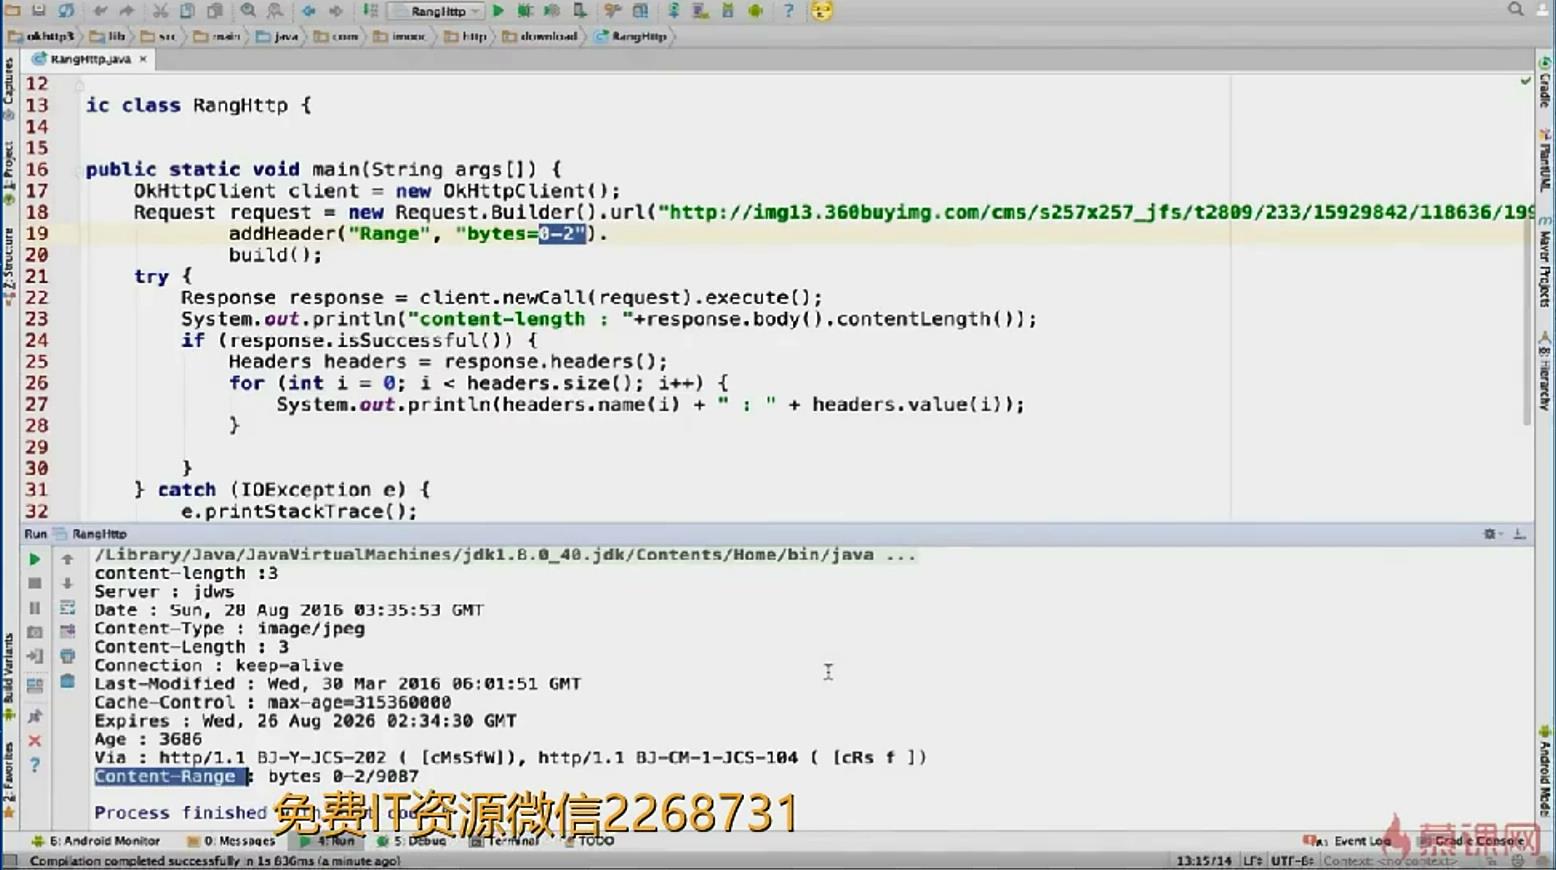 RangHttp
okhttp3 lib src main java com imooc http download RangHttp
RangHttp.java
12
13 ic class RangHttp {
14
15
16 public static void main(String args[]) {
17 OkHttpClient client = new OkHttpClient();
18 Request request = new Request.Builder().url("http://img13.360buyimg.com/cms/s257x257_jfs/t2809/233/15929842/118636/199
19 addHeader("Range", "bytes=0-2").
20 build();
21 try {
22 Response response = client.newCall(request).execute();
23 System.out.println("content-length : "+response.body().contentLength());
24 if (response.isSuccessful()) {
25 Headers headers = response.headers();
26 for (int i = 0; i < headers.size(); i++) {
27 System.out.println(headers.name(i) + " : " + headers.value(i));
28 }
29
30 }
31 } catch (IOException e) {
32 e.printStackTrace();
Captures
1: Project
7: Structure
Build Variants
2: Favorites
Gradle
PlantUML
Maven Projects
8: Hierarchy
Android Model
Run RangHttp
/Library/Java/JavaVirtualMachines/jdk1.8.0_40.jdk/Contents/Home/bin/java ...
content-length :3
Server : jdws
Date : Sun, 28 Aug 2016 03:35:53 GMT
Content-Type : image/jpeg
Content-Length : 3
Connection : keep-alive
Last-Modified : Wed, 30 Mar 2016 06:01:51 GMT
Cache-Control : max-age=315360000
Expires : Wed, 26 Aug 2026 02:34:30 GMT
Age : 3686
Via : http/1.1 BJ-Y-JCS-202 ( [cMsSfW]), http/1.1 BJ-CM-1-JCS-104 ( [cRs f ])
Content-Range : bytes 0-2/9087
Process finished
免费IT资源微信2268731
6: Android Monitor 0: Messages 4: Run 5: Debug Terminal TODO Event Log Gradle Console
慕课网
Compilation completed successfully in 1s 836ms (a minute ago) 13:15/14 LF÷ UTF-8÷ Context: <no context>